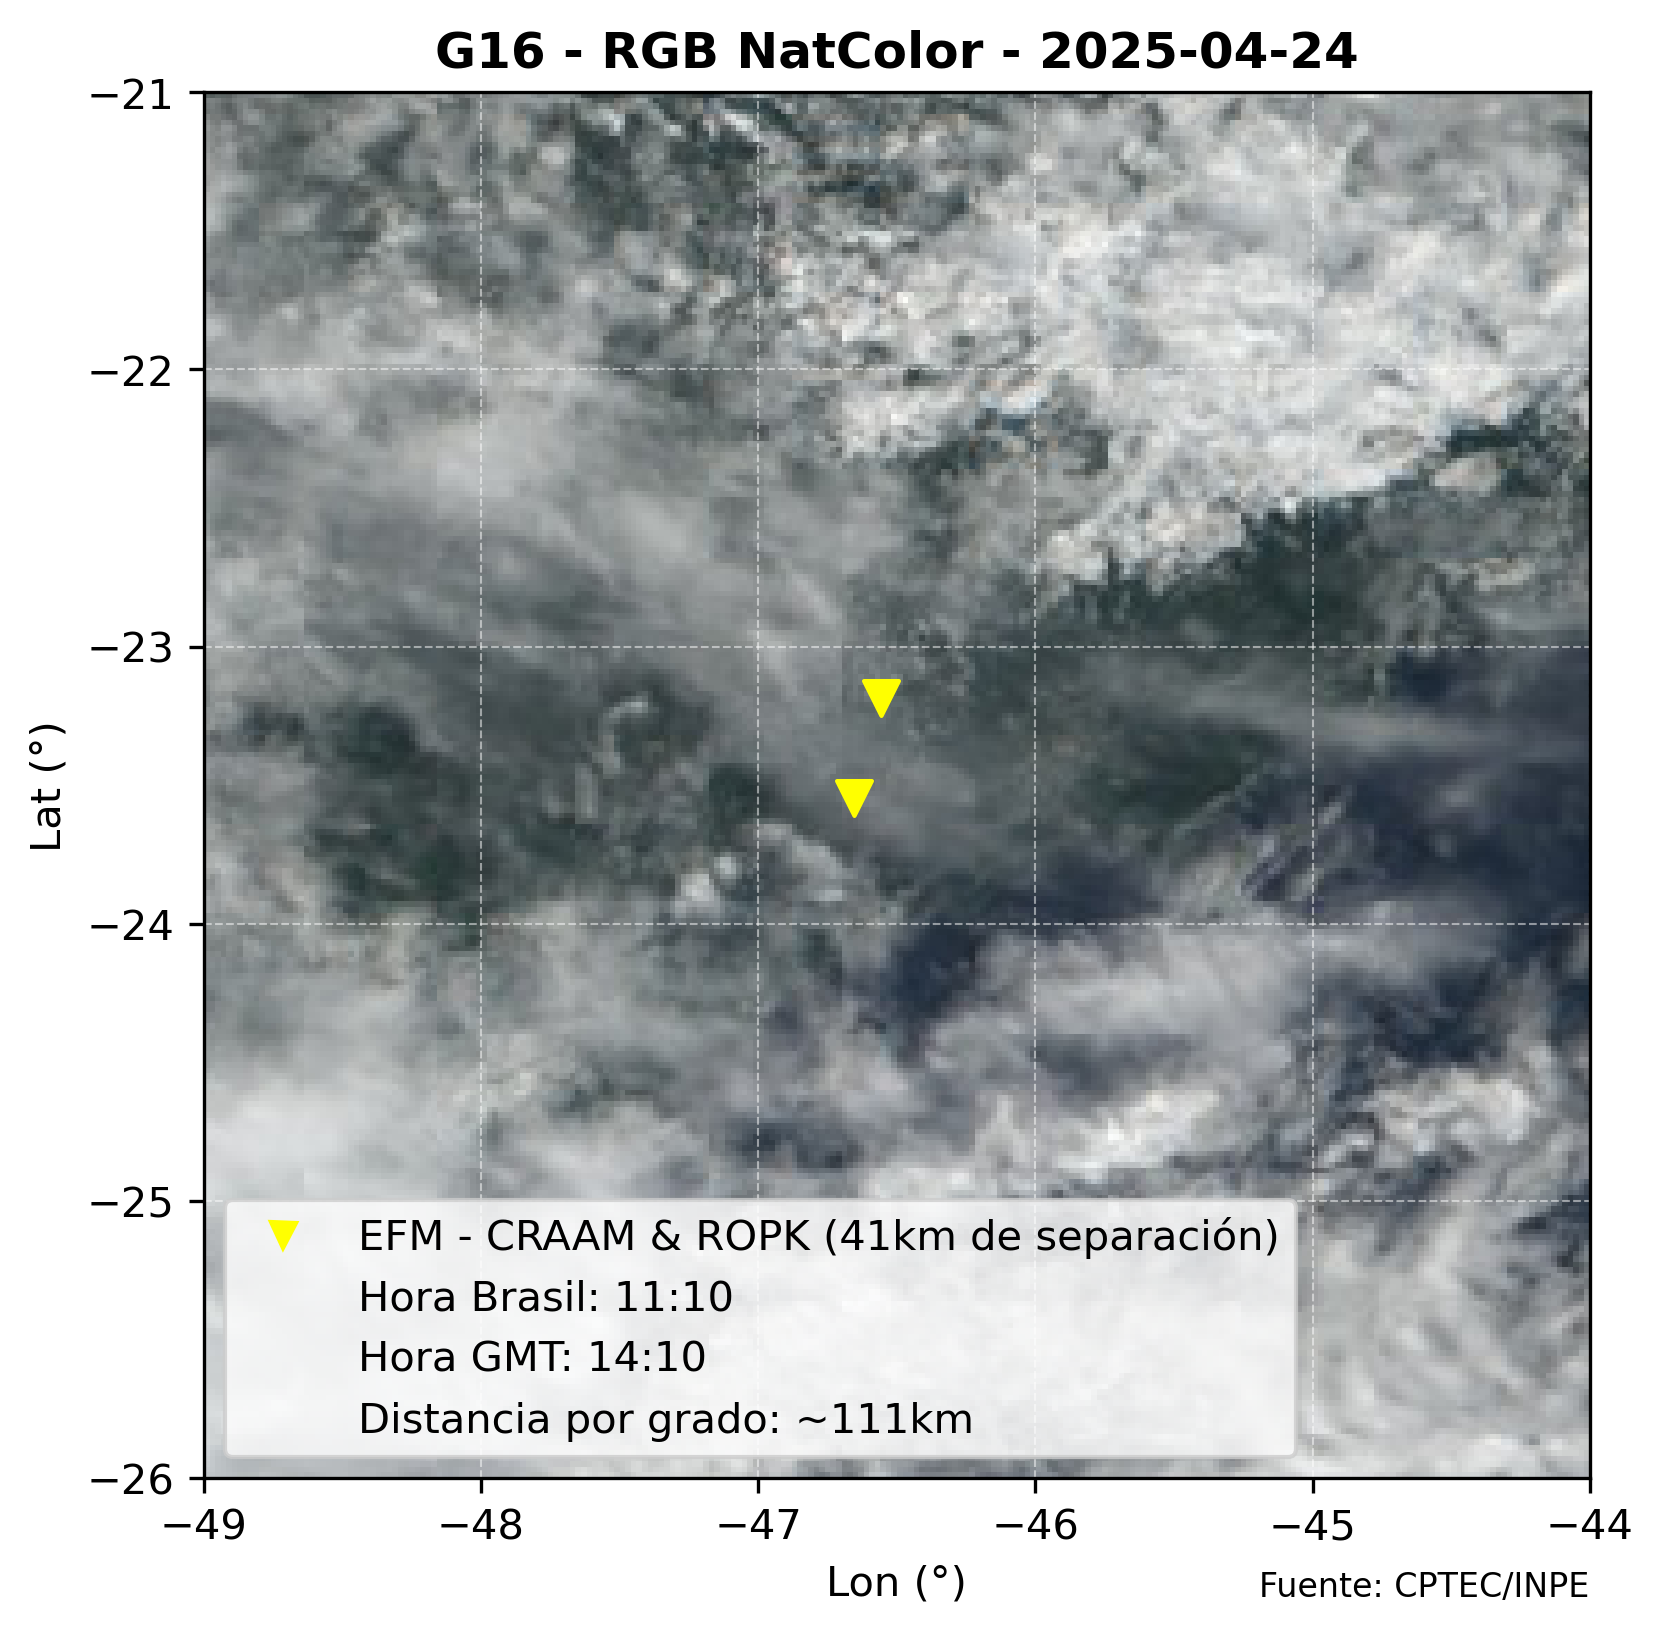 G16 - RGB NatColor - 2025-04-24
−21
−22
−23
−24
−25
−26
Lat (°)
EFM - CRAAM & ROPK (41km de separación)
Hora Brasil: 11:10
Hora GMT: 14:10
Distancia por grado: ~111km
−49 −48 −47 −46 −45 −44
Lon (°)
Fuente: CPTEC/INPE